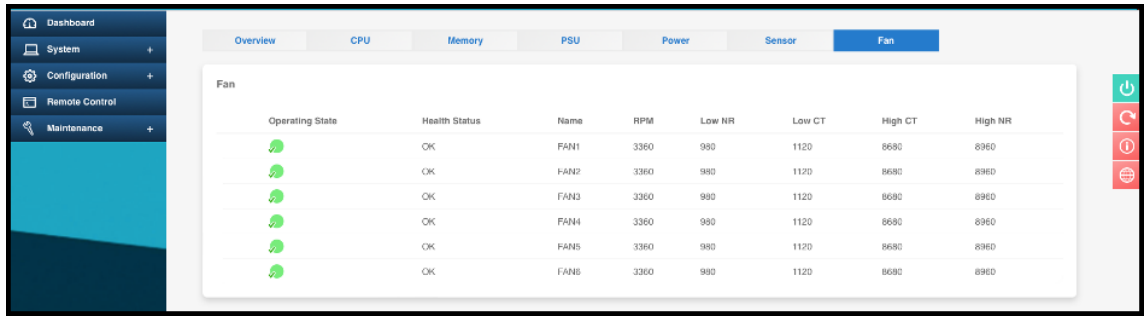 Dashboard
System +
Configuration +
Remote Control
Maintenance +
Overview CPU Memory PSU Power Sensor Fan
Fan
Operating State Health Status Name RPM Low NR Low CT High CT High NR
OK FAN1 3360 980 1120 8680 8960
OK FAN2 3360 980 1120 8680 8960
OK FAN3 3360 980 1120 8680 8960
OK FAN4 3360 980 1120 8680 8960
OK FAN5 3360 980 1120 8680 8960
OK FAN6 3360 980 1120 8680 8960